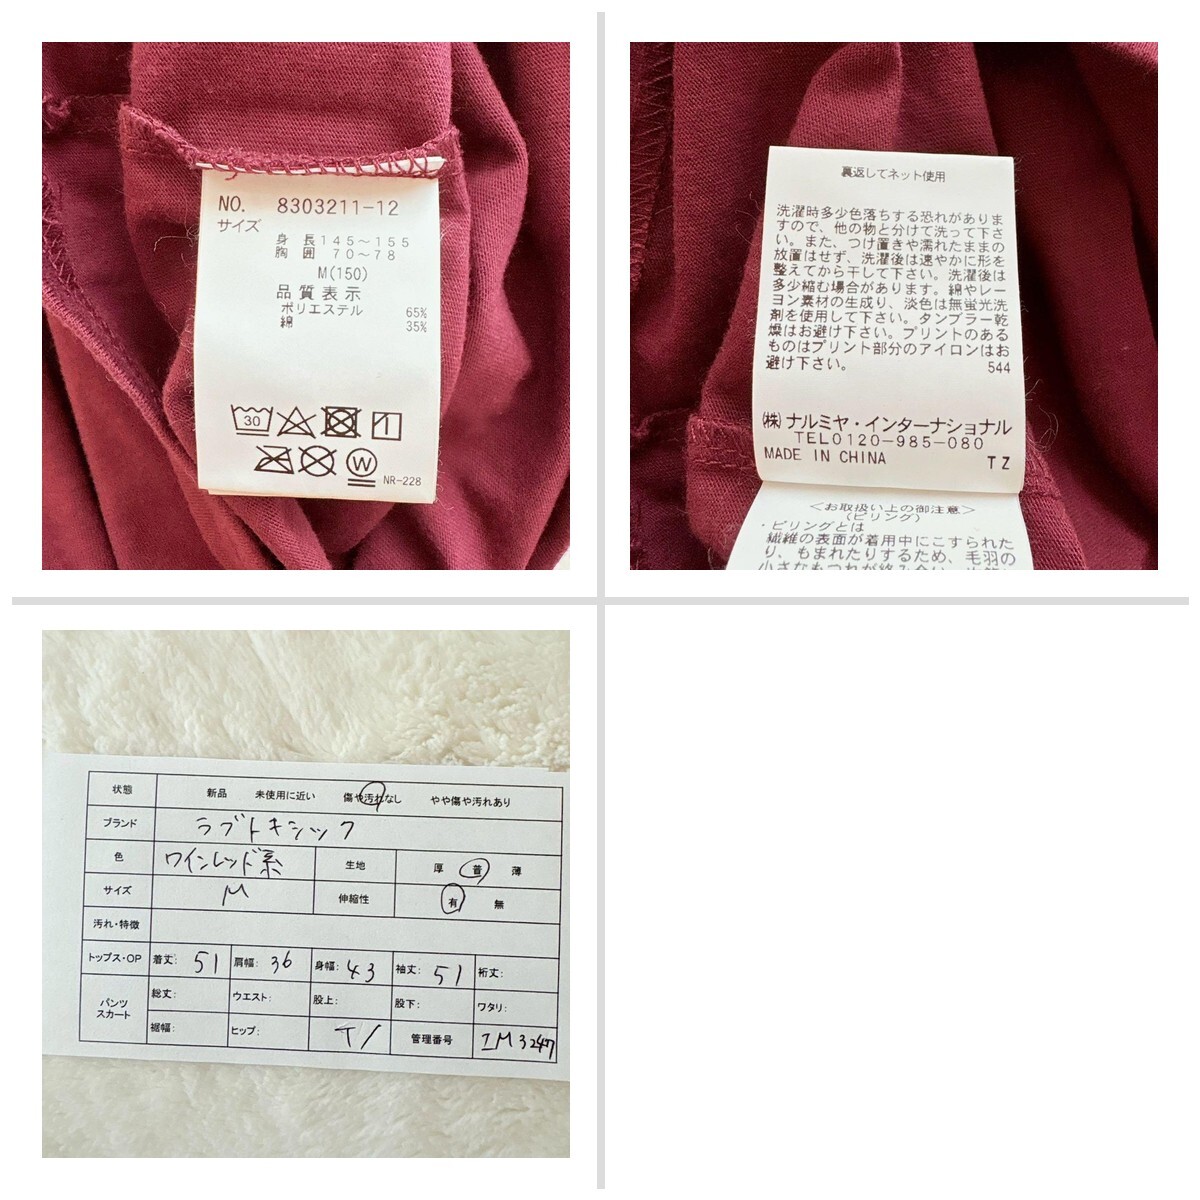 NO. 8303211-12
サイズ
身 長 145～155
胸 囲 70～78
M(150)
品質表示
ポリエステル 65%
綿 35%
30
W
NR-228
裏返してネット使用
洗濯時多少色落ちする恐れがありま
すので、他の物と分けて洗って下さ
い。また、つけ置きや濡れたままの
放置はせず、洗濯後は速やかに形を
整えてから干して下さい。洗濯後は
多少縮む場合があります。綿やレー
ヨン素材の生成り、淡色は無蛍光洗
剤を使用して下さい。タンブラー乾
燥はお避け下さい。プリントのある
ものはプリント部分のアイロンはお
避け下さい。 544
(株)ナルミヤ・インターナショナル
TEL0120-985-080
MADE IN CHINA TZ
＜お取扱い上の御注意＞
(ピリング)
・ピリングとは
繊維の表面が着用中にこすられた
り、もまれたりするため、毛羽の
小さなもつれが絡み合い
状態 新品 未使用に近い 傷や汚れなし やや傷や汚れあり
ブランド ラブトキシック
色 ワインレッド系 生地 厚 普 薄
サイズ M 伸縮性 有 無
汚れ・特徴
トップス・OP 着丈: 51 肩幅: 36 身幅: 43 袖丈: 51 裄丈:
パンツ スカート 総丈: ウエスト: 股上: 股下: ワタリ:
裾幅: ヒップ: T/ 管理番号 IM3247